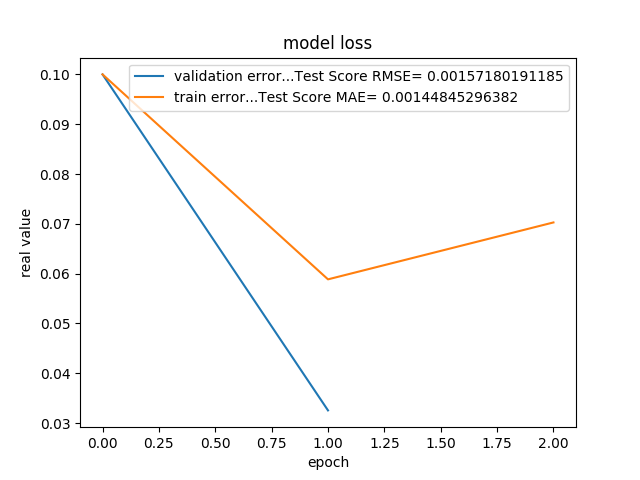 model loss
validation error...Test Score RMSE= 0.00157180191185
train error...Test Score MAE= 0.00144845296382
0.10
0.09
0.08
0.07
0.06
0.05
0.04
0.03
real value
0.00 0.25 0.50 0.75 1.00 1.25 1.50 1.75 2.00
epoch